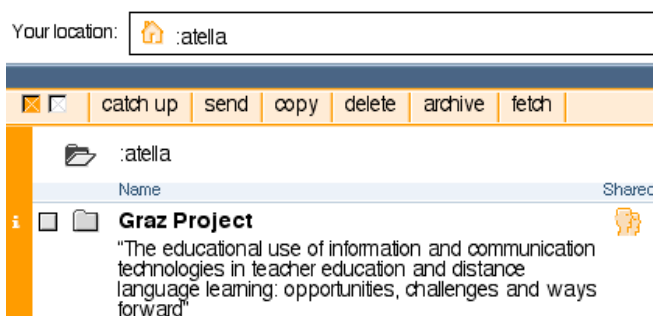 Your location: :atella
catch up send copy delete archive fetch
:atella
Name Shared
i Graz Project
"The educational use of information and communication
technologies in teacher education and distance
language learning: opportunities, challenges and ways
forward"